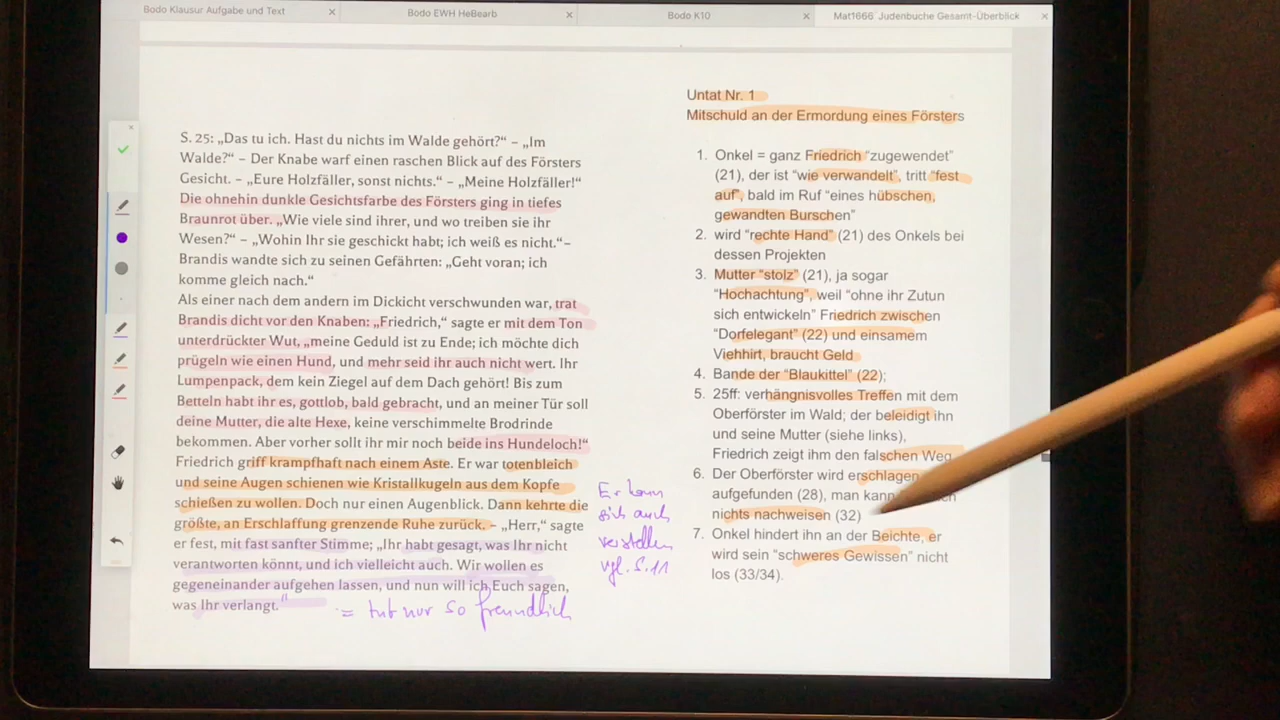 Bodo Klausur Aufgabe und Text
Bodo EWH HeBearb
Bodo K10
Mat1666 Judenbuche Gesamt-Überblick
S. 25: „Das tu ich. Hast du nichts im Walde gehört?“ – „Im
Walde?“ – Der Knabe warf einen raschen Blick auf des Försters
Gesicht. – „Eure Holzfäller, sonst nichts.“ – „Meine Holzfäller!“
Die ohnehin dunkle Gesichtsfarbe des Försters ging in tiefes
Braunrot über. „Wie viele sind ihrer, und wo treiben sie ihr
Wesen?“ – „Wohin Ihr sie geschickt habt; ich weiß es nicht.“–
Brandis wandte sich zu seinen Gefährten: „Geht voran; ich
komme gleich nach.“
Als einer nach dem andern im Dickicht verschwunden war, trat
Brandis dicht vor den Knaben: „Friedrich,“ sagte er mit dem Ton
unterdrückter Wut, „meine Geduld ist zu Ende; ich möchte dich
prügeln wie einen Hund, und mehr seid ihr auch nicht wert. Ihr
Lumpenpack, dem kein Ziegel auf dem Dach gehört! Bis zum
Betteln habt ihr es, gottlob, bald gebracht, und an meiner Tür soll
deine Mutter, die alte Hexe, keine verschimmelte Brodrinde
bekommen. Aber vorher sollt ihr mir noch beide ins Hundeloch!“
Friedrich griff krampfhaft nach einem Aste. Er war totenbleich
und seine Augen schienen wie Kristallkugeln aus dem Kopfe
schießen zu wollen. Doch nur einen Augenblick. Dann kehrte die
größte, an Erschlaffung grenzende Ruhe zurück. – „Herr,“ sagte
er fest, mit fast sanfter Stimme; „Ihr habt gesagt, was Ihr nicht
verantworten könnt, und ich vielleicht auch. Wir wollen es
gegeneinander aufgehen lassen, und nun will ich Euch sagen,
was Ihr verlangt."
= tut nur so freundlich
Er kann
sich auch
verstellen
vgl. S. 11
Untat Nr. 1
Mitschuld an der Ermordung eines Försters
1. Onkel = ganz Friedrich “zugewendet”
(21), der ist “wie verwandelt”, tritt “fest
auf”, bald im Ruf “eines hübschen,
gewandten Burschen”
2. wird “rechte Hand” (21) des Onkels bei
dessen Projekten
3. Mutter “stolz” (21), ja sogar
“Hochachtung”, weil “ohne ihr Zutun
sich entwickeln” Friedrich zwischen
“Dorfelegant” (22) und einsamem
Viehhirt, braucht Geld
4. Bande der “Blaukittel” (22);
5. 25ff: verhängnisvolles Treffen mit dem
Oberförster im Wald; der beleidigt ihn
und seine Mutter (siehe links),
Friedrich zeigt ihm den falschen Weg
6. Der Oberförster wird erschlagen
aufgefunden (28), man kann
nichts nachweisen (32)
7. Onkel hindert ihn an der Beichte, er
wird sein “schweres Gewissen” nicht
los (33/34).